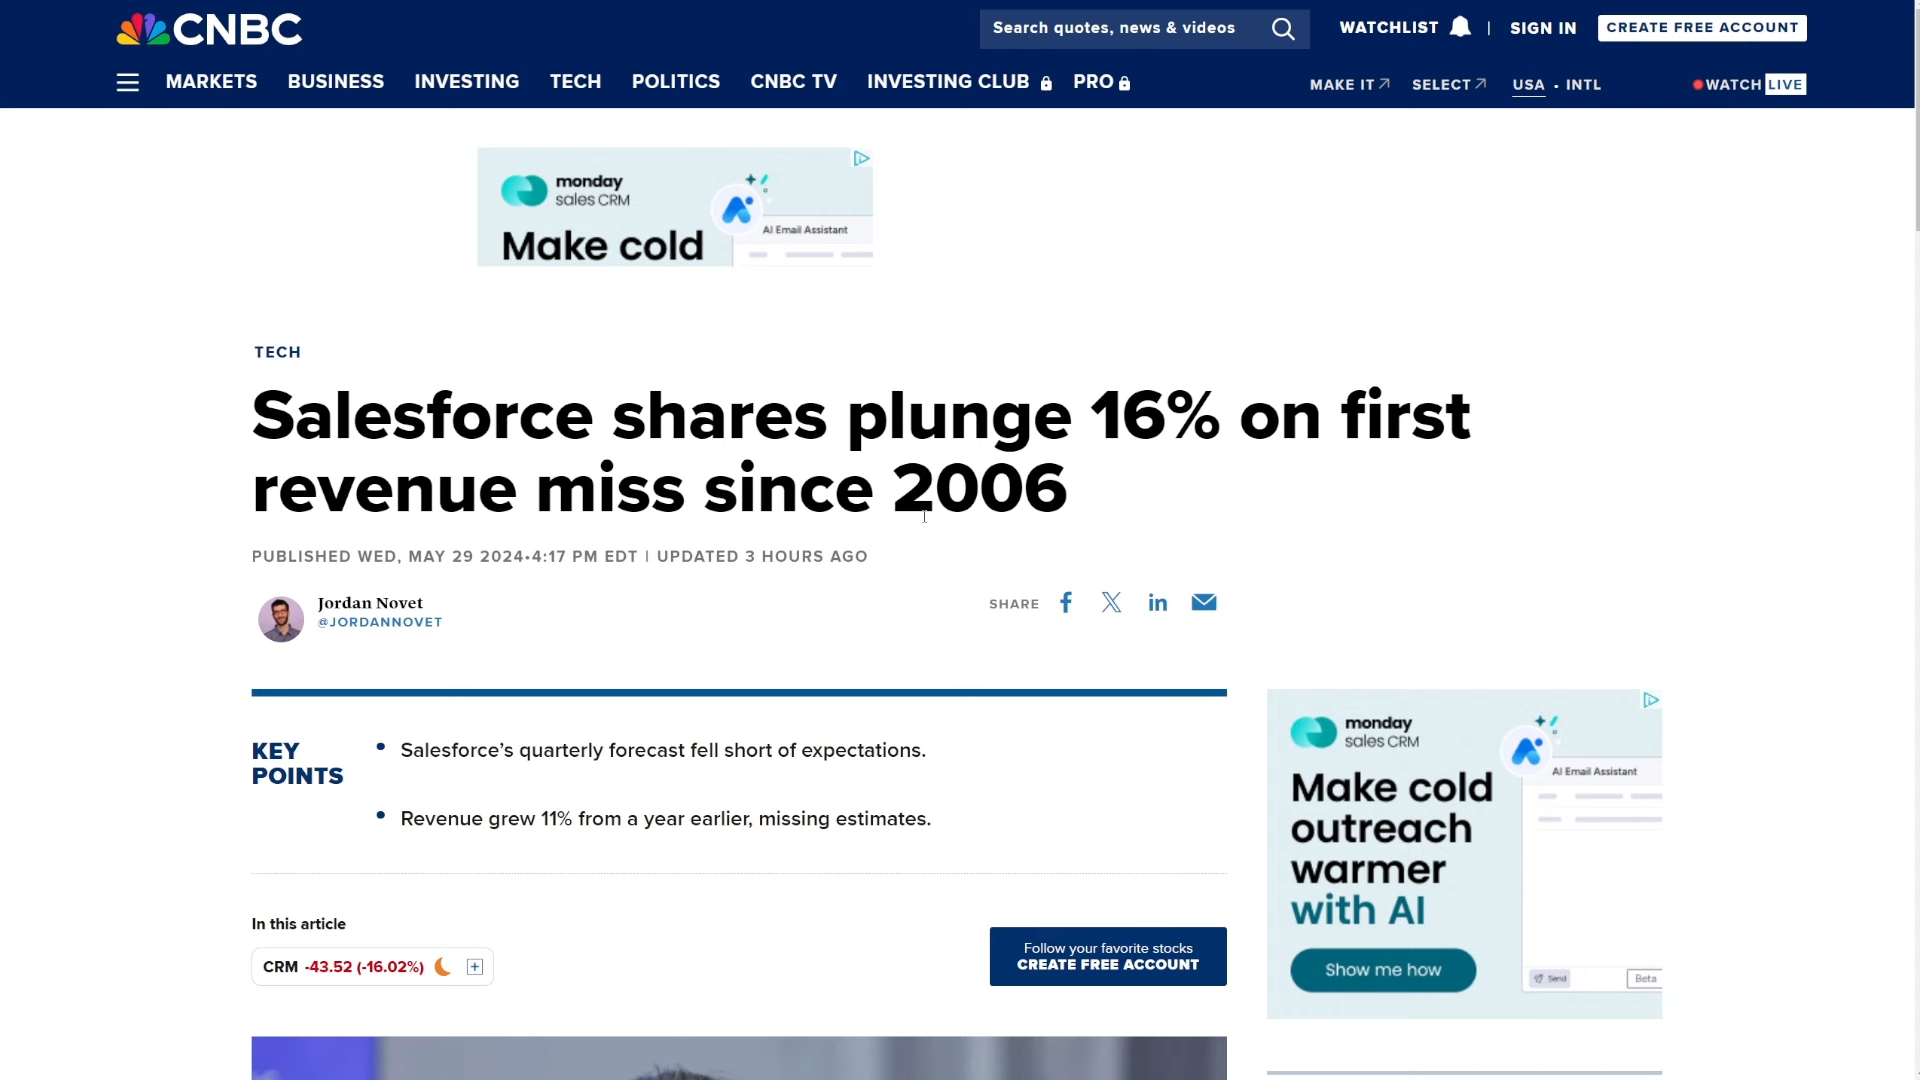 CNBC
Search quotes, news & videos
WATCHLIST | SIGN IN CREATE FREE ACCOUNT
MARKETS BUSINESS INVESTING TECH POLITICS CNBC TV INVESTING CLUB PRO
MAKE IT SELECT USA • INTL WATCH LIVE
monday
sales CRM
AI Email Assistant
Make cold
TECH
Salesforce shares plunge 16% on first
revenue miss since 2006
PUBLISHED WED, MAY 29 2024•4:17 PM EDT | UPDATED 3 HOURS AGO
Jordan Novet
@JORDANNOVET
SHARE
KEY
POINTS
• Salesforce’s quarterly forecast fell short of expectations.
• Revenue grew 11% from a year earlier, missing estimates.
In this article
CRM -43.52 (-16.02%)
Follow your favorite stocks
CREATE FREE ACCOUNT
monday
sales CRM
AI Email Assistant
Make cold
outreach
warmer
with AI
Show me how
Send
Beta